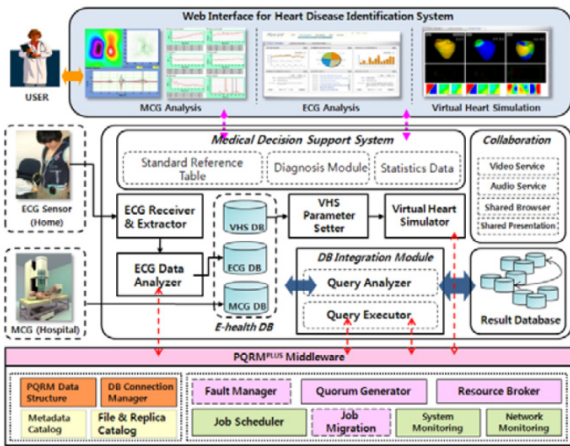 Web Interface for Heart Disease Identification System
USER
MCG Analysis
ECG Analysis
Virtual Heart Simulation
Medical Decision Support System
Standard Reference
Table
Diagnosis Module
Statistics Data
Collaboration
Video Service
Audio Service
Shared Browser
Shared Presentation
ECG Sensor
(Home)
ECG Receiver
& Extractor
VHS DB
VHS
Parameter
Setter
Virtual Heart
Simulator
ECG Data
Analyzer
ECG DB
MCG DB
E-health DB
DB Integration Module
Query Analyzer
Query Executor
Result Database
MCG (Hospital)
PQRMPLUS Middleware
PQRM Data
Structure
DB Connection
Manager
Metadata
Catalog
File & Replica
Catalog
Fault Manager
Quorum Generator
Resource Broker
Job Scheduler
Job
Migration
System
Monitoring
Network
Monitoring